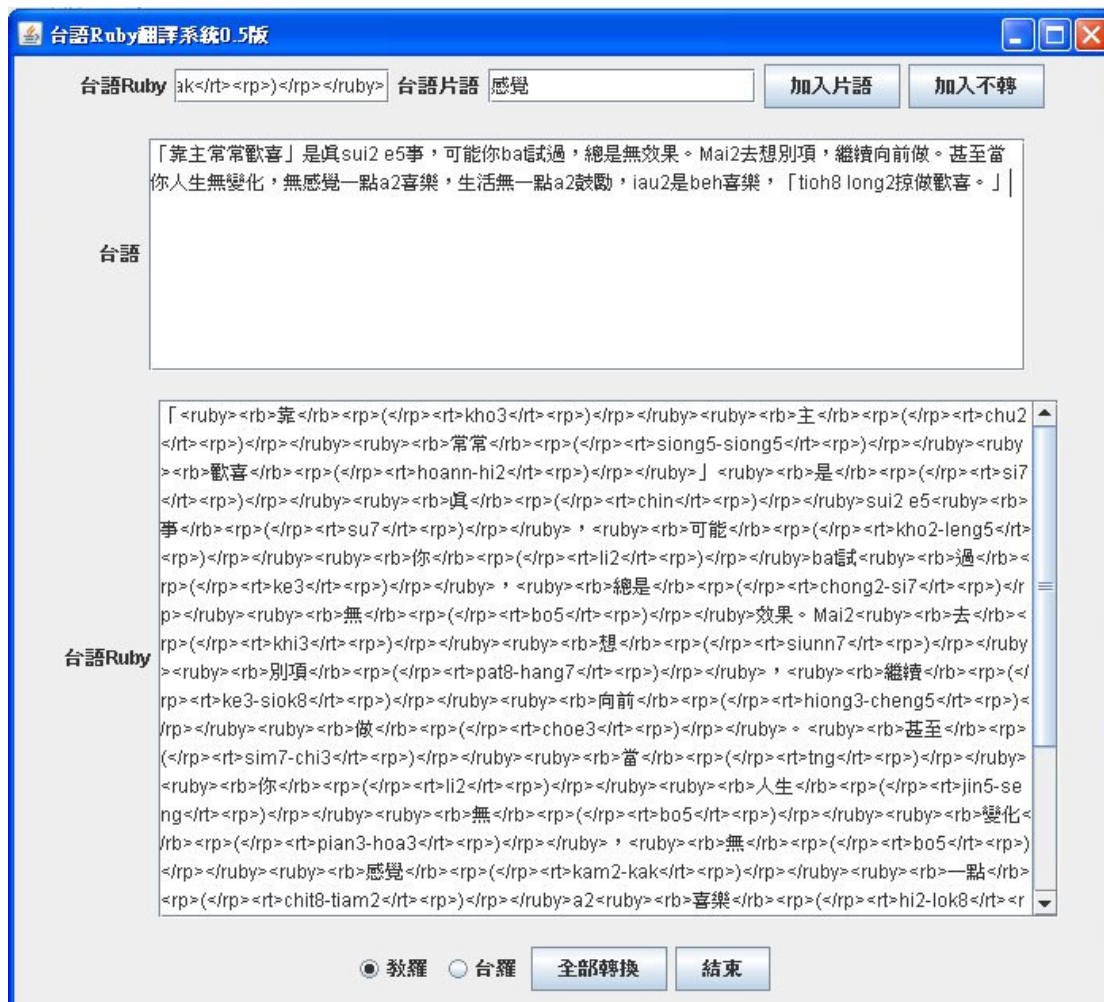 台語Ruby翻譯系統0.5版
台語Ruby ak</rt><rp>)</rp></ruby> 台語片語 感覺 加入片語 加入不轉
台語
「靠主常常歡喜」是眞sui2 e5事，可能你bat試過，總是無效果。Mai2去想別項，繼續向前做。甚至當
你人生無變化，無感覺一點a2喜樂，生活無一點a2鼓勵，iau2是beh喜樂，「tioh8 long2掠做歡喜。」
台語Ruby
「<ruby><rb>靠</rb><rp>(</rp><rt>kho3</rt><rp>)</rp></ruby><ruby><rb>主</rb><rp>(</rp><rt>chu2
</rt><rp>)</rp></ruby><ruby><rb>常常</rb><rp>(</rp><rt>siong5-siong5</rt><rp>)</rp></ruby><ruby
><rb>歡喜</rb><rp>(</rp><rt>hoann-hi2</rt><rp>)</rp></ruby>」<ruby><rb>是</rb><rp>(</rp><rt>si7
</rt><rp>)</rp></ruby><ruby><rb>眞</rb><rp>(</rp><rt>chin</rt><rp>)</rp></ruby>sui2 e5<ruby><rb>
事</rb><rp>(</rp><rt>su7</rt><rp>)</rp></ruby>，<ruby><rb>可能</rb><rp>(</rp><rt>kho2-leng5</rt>
<rp>)</rp></ruby><ruby><rb>你</rb><rp>(</rp><rt>li2</rt><rp>)</rp></ruby>bat試<ruby><rb>過</rb><
rp>(</rp><rt>ke3</rt><rp>)</rp></ruby>，<ruby><rb>總是</rb><rp>(</rp><rt>chong2-si7</rt><rp>)</r
p></ruby><ruby><rb>無</rb><rp>(</rp><rt>bo5</rt><rp>)</rp></ruby>效果。Mai2<ruby><rb>去</rb><
rp>(</rp><rt>khi3</rt><rp>)</rp></ruby><ruby><rb>想</rb><rp>(</rp><rt>siunn7</rt><rp>)</rp></ruby
><ruby><rb>別項</rb><rp>(</rp><rt>pat8-hang7</rt><rp>)</rp></ruby>，<ruby><rb>繼續</rb><rp>(</
rp><rt>ke3-siok8</rt><rp>)</rp></ruby><ruby><rb>向前</rb><rp>(</rp><rt>hiong3-cheng5</rt><rp>)<
/rp></ruby><ruby><rb>做</rb><rp>(</rp><rt>choe3</rt><rp>)</rp></ruby>。<ruby><rb>甚至</rb><rp>
(</rp><rt>sim7-chi3</rt><rp>)</rp></ruby><ruby><rb>當</rb><rp>(</rp><rt>tng</rt><rp>)</rp></ruby>
<ruby><rb>你</rb><rp>(</rp><rt>li2</rt><rp>)</rp></ruby><ruby><rb>人生</rb><rp>(</rp><rt>jin5-se
ng</rt><rp>)</rp></ruby><ruby><rb>無</rb><rp>(</rp><rt>bo5</rt><rp>)</rp></ruby><ruby><rb>變化<
/rb><rp>(</rp><rt>pian3-hoa3</rt><rp>)</rp></ruby>，<ruby><rb>無</rb><rp>(</rp><rt>bo5</rt><rp>)
</rp></ruby><ruby><rb>感覺</rb><rp>(</rp><rt>kam2-kak</rt><rp>)</rp></ruby><ruby><rb>一點</rb>
<rp>(</rp><rt>chit8-tiam2</rt><rp>)</rp></ruby>a2<ruby><rb>喜樂</rb><rp>(</rp><rt>hi2-lok8</rt><r
教羅 台羅 全部轉換 結束